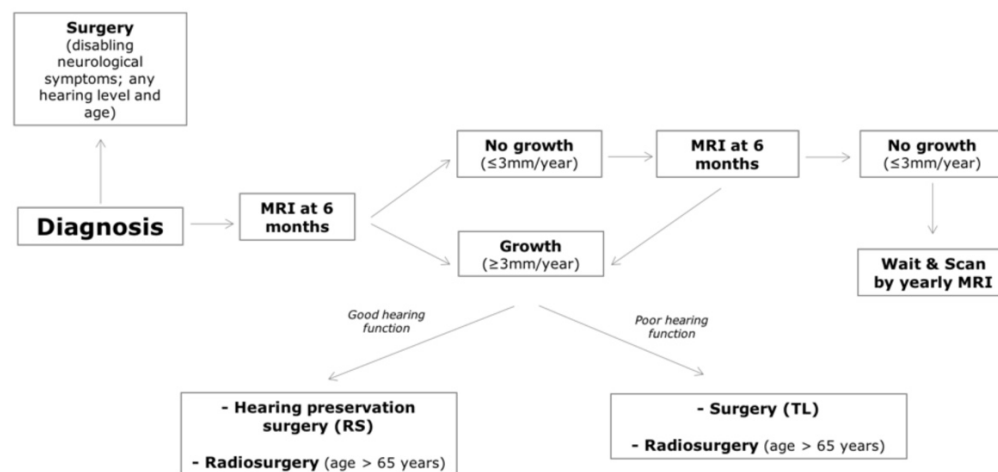 Surgery
(disabling
neurological
symptoms; any
hearing level and
age)
No growth
(≤3mm/year)
MRI at 6
months
No growth
(≤3mm/year)
Diagnosis
MRI at 6
months
Growth
(≥3mm/year)
Wait & Scan
by yearly MRI
Good hearing
function
Poor hearing
function
- Hearing preservation
surgery (RS)
- Radiosurgery (age > 65 years)
- Surgery (TL)
- Radiosurgery (age > 65 years)